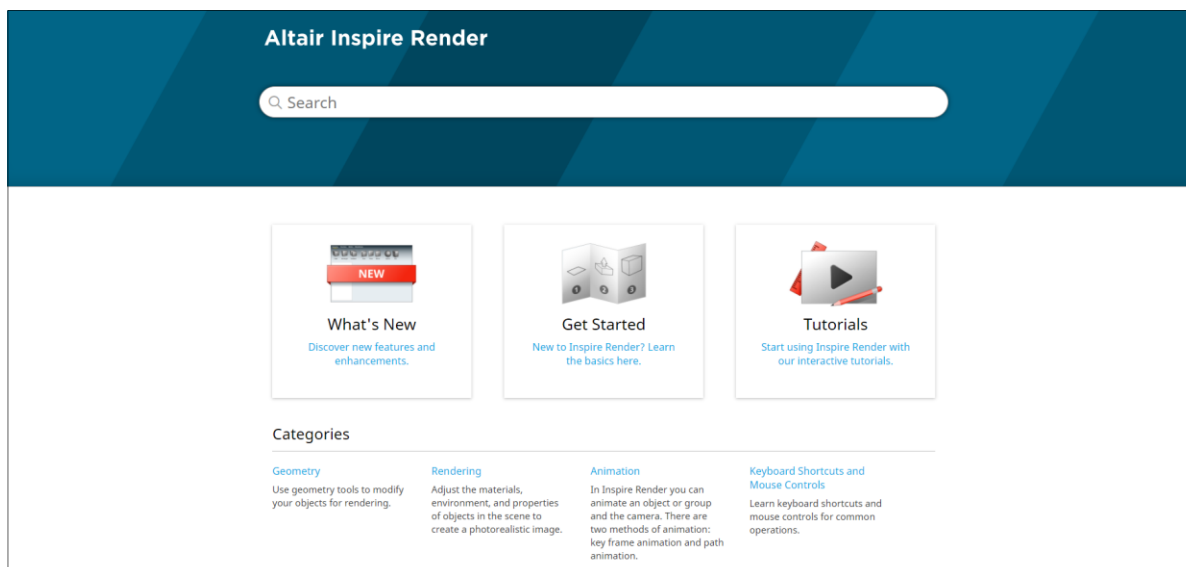 Altair Inspire Render
Search
NEW
What's New
Discover new features and
enhancements.
1 2 3
Get Started
New to Inspire Render? Learn
the basics here.
Tutorials
Start using Inspire Render with
our interactive tutorials.
Categories
Geometry
Use geometry tools to modify
your objects for rendering.
Rendering
Adjust the materials,
environment, and properties
of objects in the scene to
create a photorealistic image.
Animation
In Inspire Render you can
animate an object or group
and the camera. There are
two methods of animation:
key frame animation and path
animation.
Keyboard Shortcuts and
Mouse Controls
Learn keyboard shortcuts and
mouse controls for common
operations.